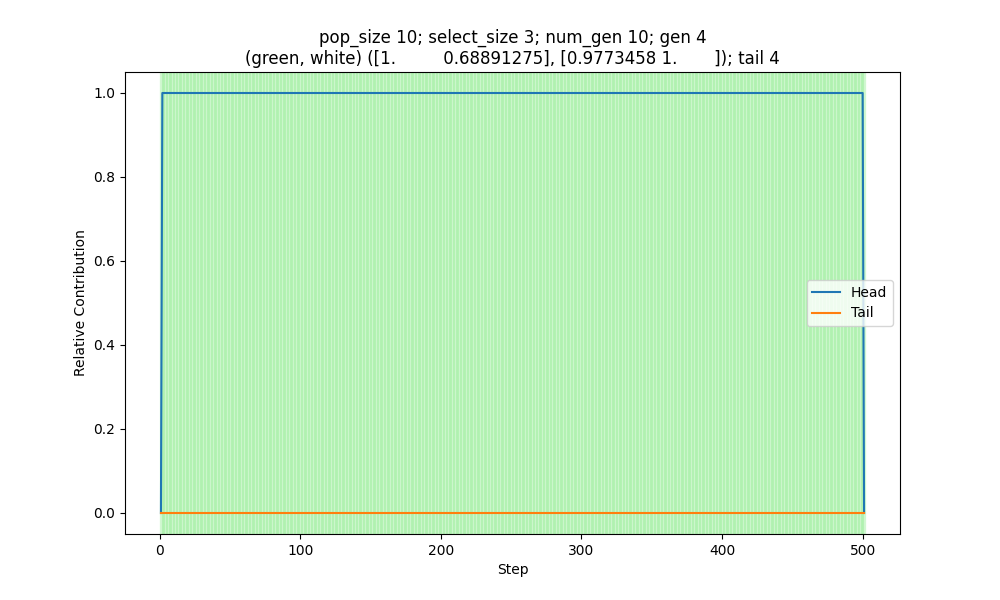 pop_size 10; select_size 3; num_gen 10; gen 4
(green, white) ([1.          0.68891275], [0.9773458 1.        ]); tail 4
Relative Contribution
1.0
0.8
0.6
0.4
0.2
0.0
Head
Tail
0 100 200 300 400 500
Step